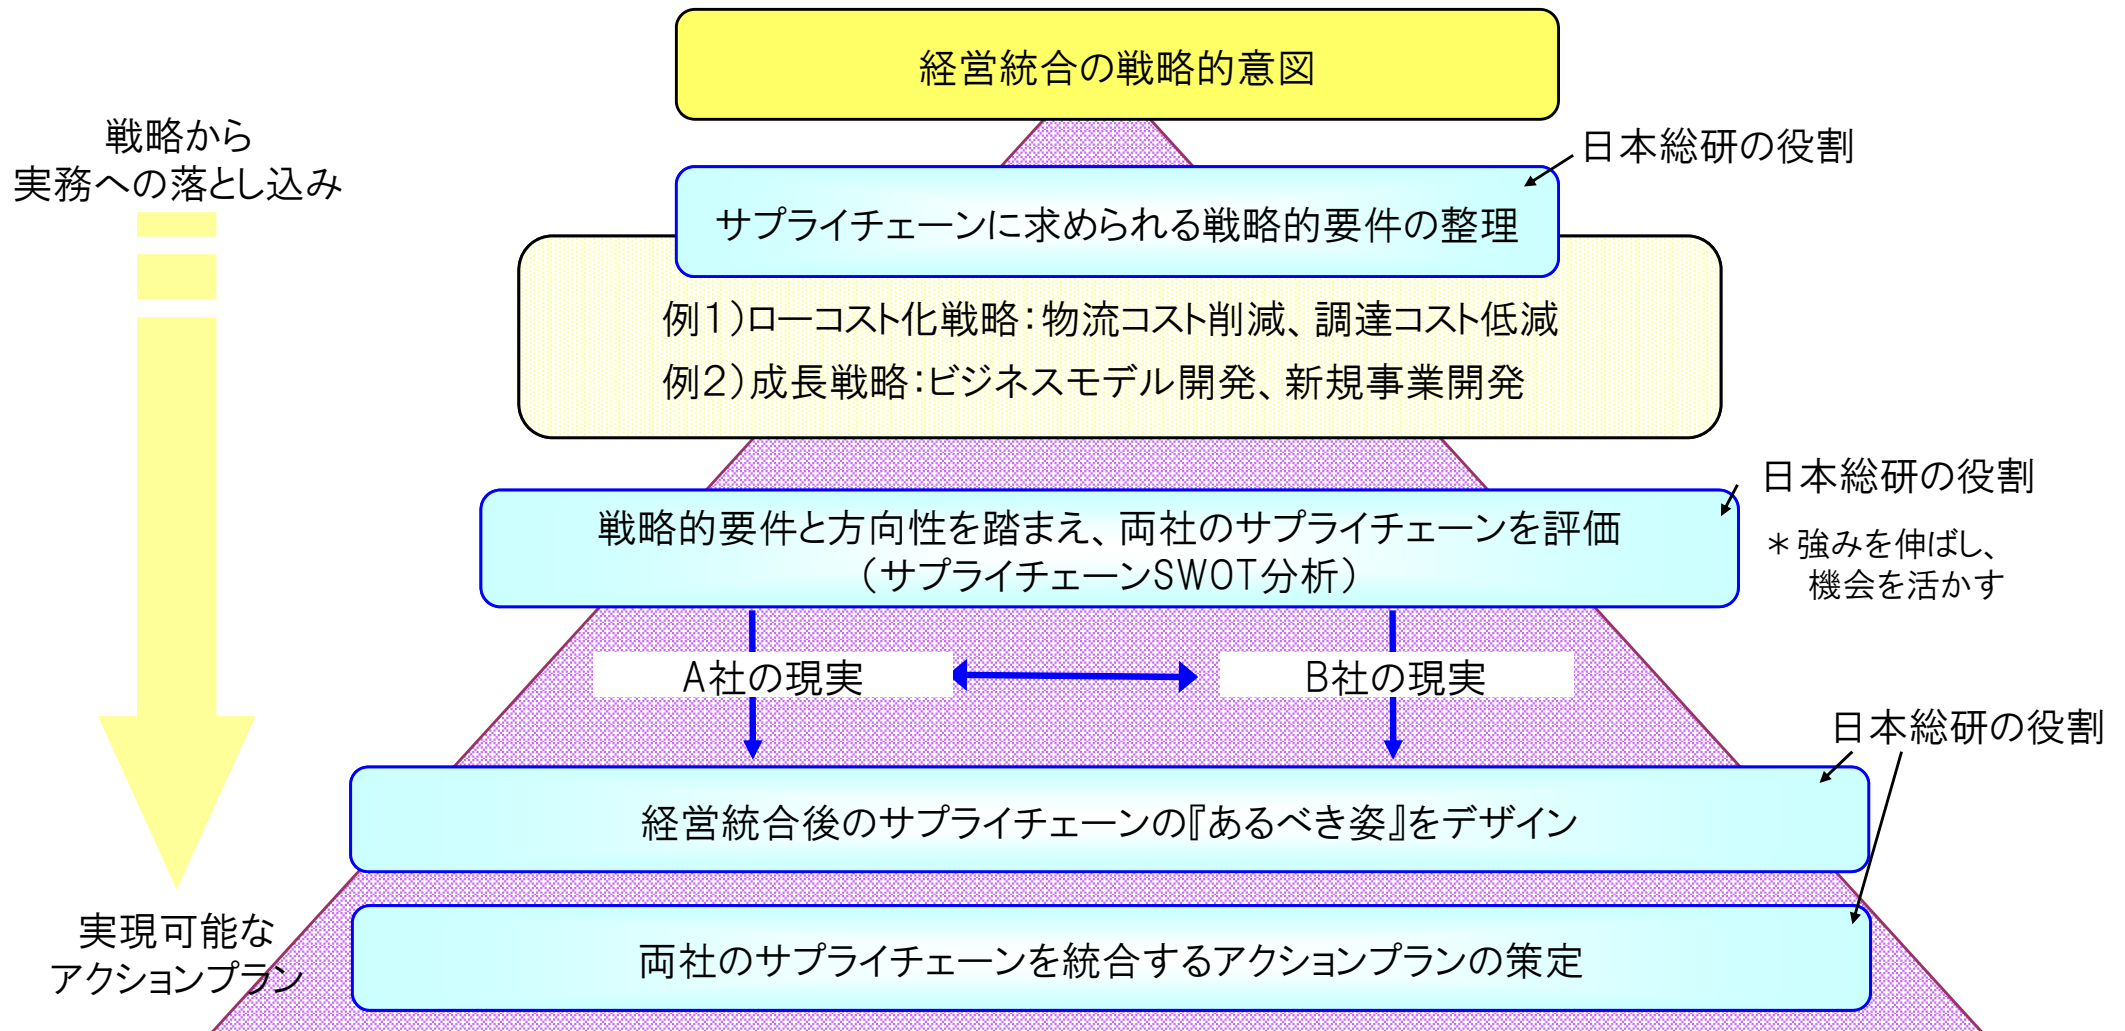 経営統合の戦略的意図
戦略から
実務への落とし込み
日本総研の役割
サプライチェーンに求められる戦略的要件の整理
例1)ローコスト化戦略:物流コスト削減、調達コスト低減
例2)成長戦略:ビジネスモデル開発、新規事業開発
日本総研の役割
戦略的要件と方向性を踏まえ、両社のサプライチェーンを評価
(サプライチェーンSWOT分析)
*強みを伸ばし、
機会を活かす
A社の現実
B社の現実
日本総研の役割
経営統合後のサプライチェーンの『あるべき姿』をデザイン
実現可能な
アクションプラン
両社のサプライチェーンを統合するアクションプランの策定